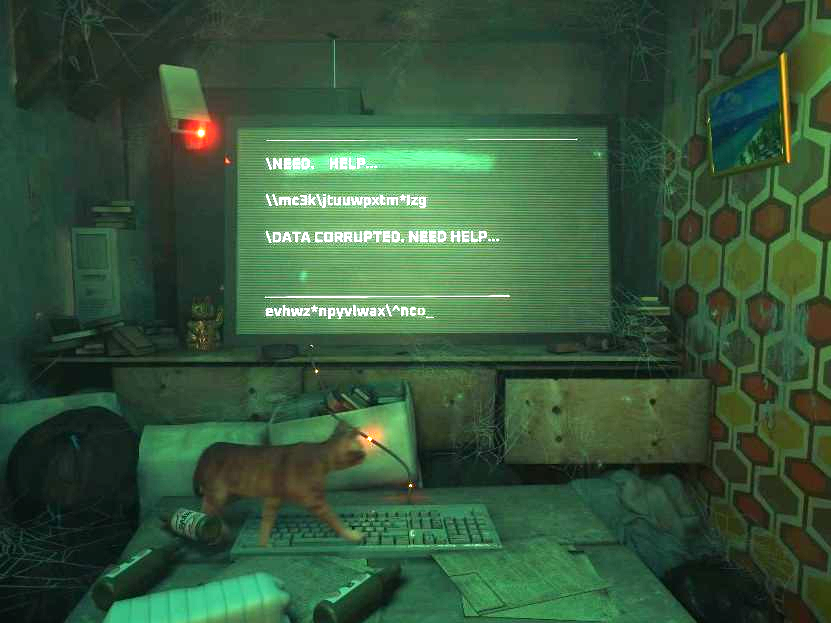 \NEED. HELP...
\\mc3k\jtuuwpxtm*lzg
\DATA CORRUPTED. NEED HELP...
evhwz*npyvlwax\^nco_